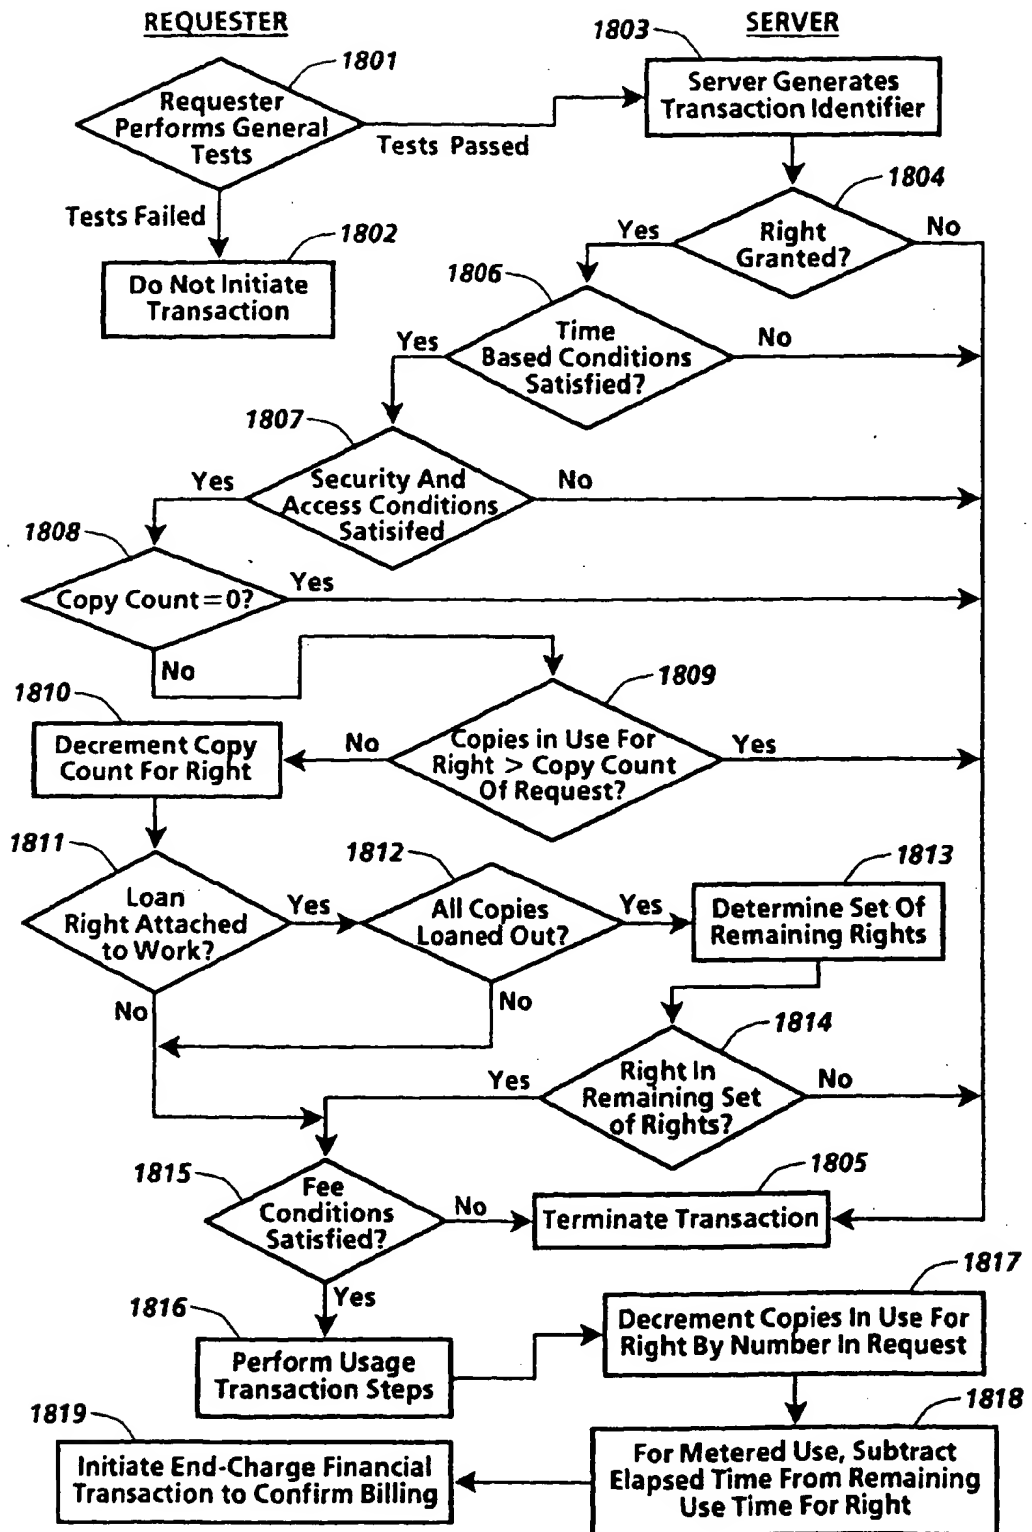 REQUESTER
SERVER
1801
1803
Requester
Performs General
Tests
Server Generates
Transaction Identifier
Tests Passed
Tests Failed
1802
Do Not Initiate
Transaction
1804
Right
Granted?
Yes
No
1806
Time
Based Conditions
Satisfied?
Yes
No
1807
Security And
Access Conditions
Satisifed
Yes
No
1808
Copy Count=0?
Yes
No
1809
Copies in Use For
Right > Copy Count
Of Request?
No
Yes
1810
Decrement Copy
Count For Right
1811
Loan
Right Attached
to Work?
Yes
No
1812
All Copies
Loaned Out?
Yes
No
1813
Determine Set Of
Remaining Rights
1814
Right In
Remaining Set
of Rights?
Yes
No
1815
Fee
Conditions
Satisfied?
No
Yes
1805
Terminate Transaction
1816
Perform Usage
Transaction Steps
1817
Decrement Copies In Use For
Right By Number In Request
1818
For Metered Use, Subtract
Elapsed Time From Remaining
Use Time For Right
1819
Initiate End-Charge Financial
Transaction to Confirm Billing